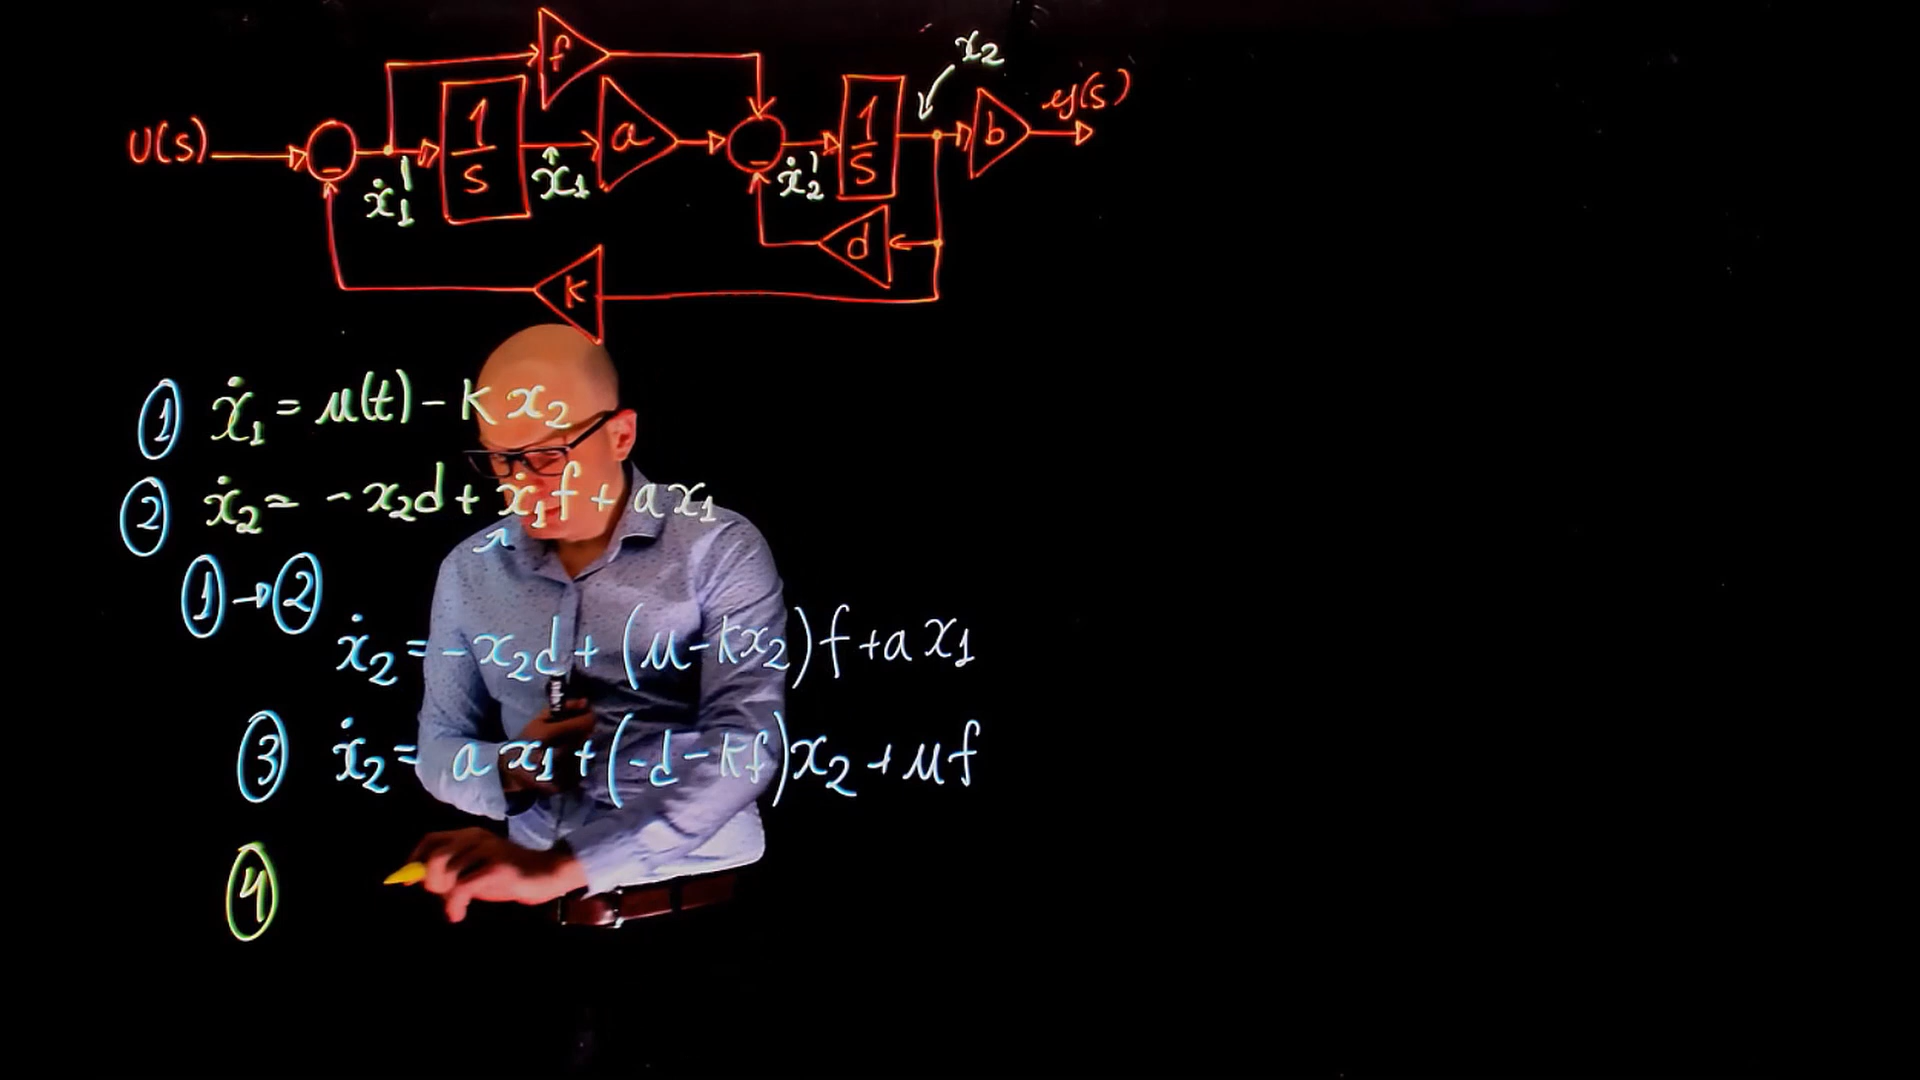 f
x₂
U(s) 1/s a 1/s b y(s)
ẋ₁ x₁ ẋ₂
d
k
① ẋ₁ = u(t) - k x₂
② ẋ₂ = - x₂d + ẋ₁f + a x₁
① → ②
ẋ₂ = - x₂d + (u - kx₂) f + a x₁
③ ẋ₂ = a x₁ + (-d - kf) x₂ + u f
④